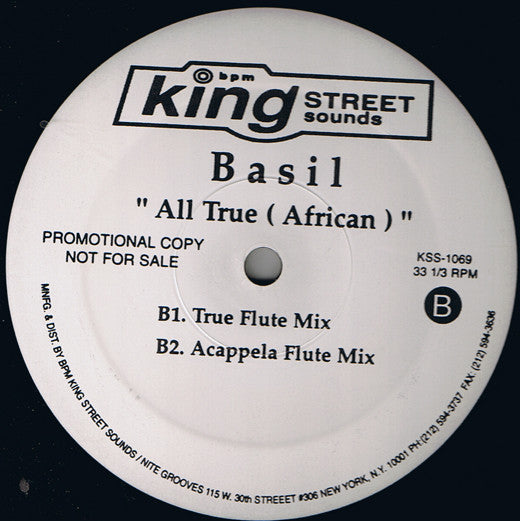 bpm
king STREET sounds
Basil
"All True (African)"
PROMOTIONAL COPY
NOT FOR SALE
KSS-1069
33 1/3 RPM
B
B1. True Flute Mix
B2. Acappela Flute Mix
MNFG. & DIST. BY BPM KING STREET SOUNDS / NITE GROOVES 115 W. 30th STREEET #306 NEW YORK, N.Y. 10001 PH:(212) 594-3737 FAX: (212) 594-3636